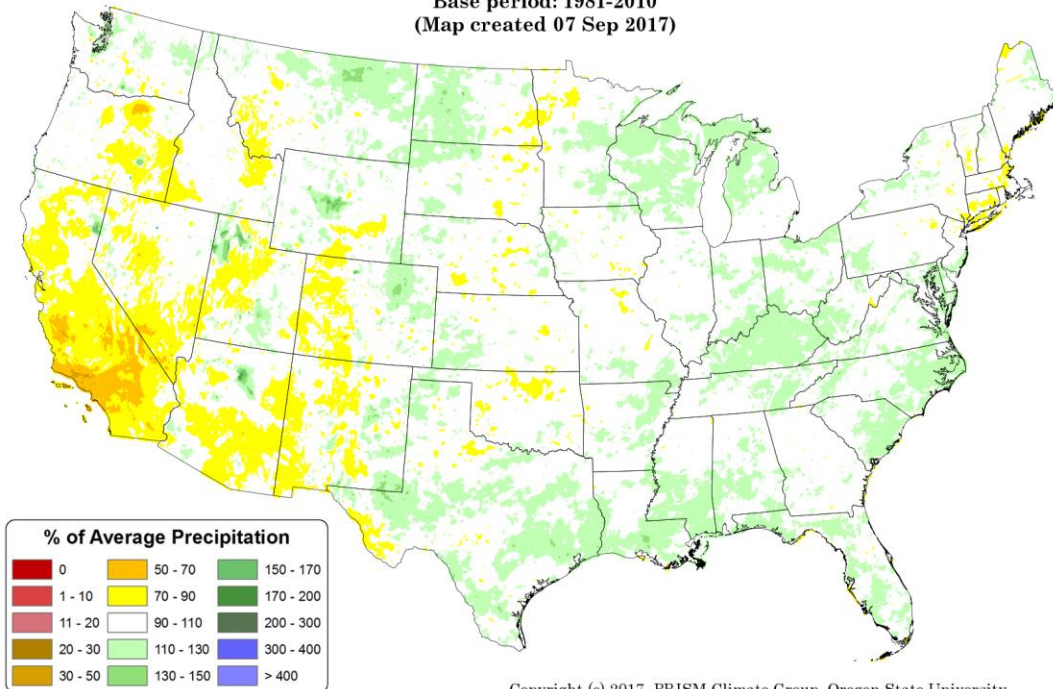 Base period: 1981-2010
(Map created 07 Sep 2017)
% of Average Precipitation
0
50 - 70
150 - 170
1 - 10
70 - 90
170 - 200
11 - 20
90 - 110
200 - 300
20 - 30
110 - 130
300 - 400
30 - 50
130 - 150
> 400
Copyright (c) 2017, PRISM Climate Group, Oregon State University